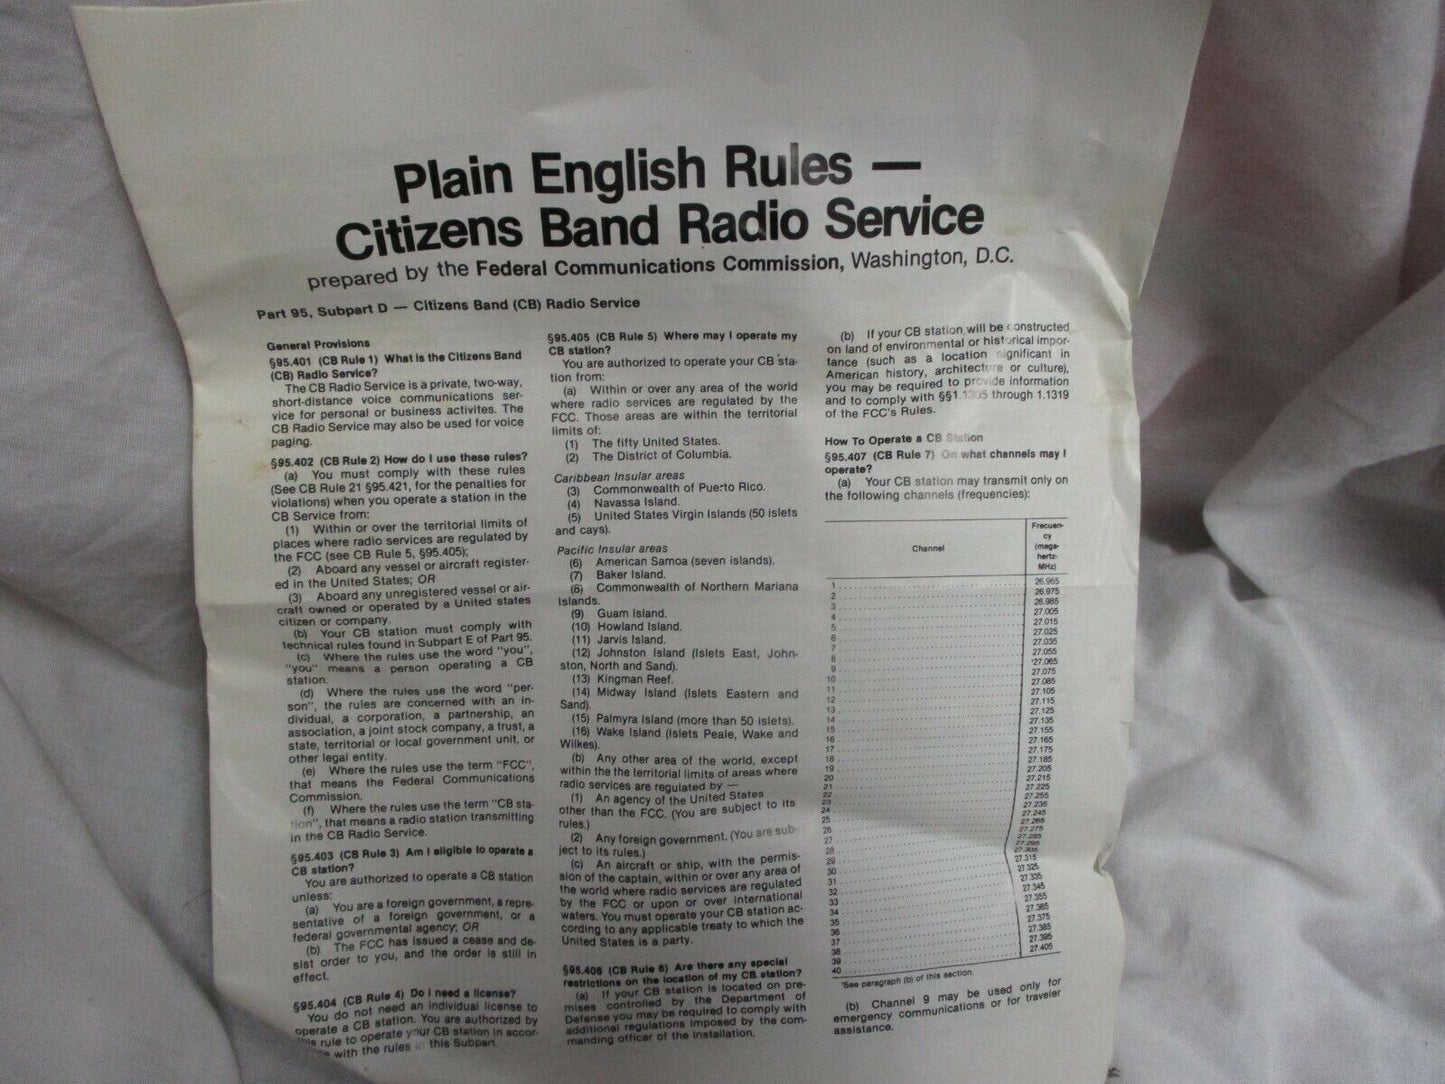 Plain English Rules —
Citizens Band Radio Service
prepared by the Federal Communications Commission, Washington, D.C.
Part 95, Subpart D — Citizens Band (CB) Radio Service
General Provisions
§95.401 (CB Rule 1) What is the Citizens Band
(CB) Radio Service?
The CB Radio Service is a private, two-way,
short-distance voice communications ser-
vice for personal or business activites. The
CB Radio Service may also be used for voice
paging.
§95.402 (CB Rule 2) How do I use these rules?
(a) You must comply with these rules
(See CB Rule 21 §95.421, for the penalties for
violations) when you operate a station in the
CB Service from:
(1) Within or over the territorial limits of
places where radio services are regulated by
the FCC (see CB Rule 5, §95.405);
(2) Aboard any vessel or aircraft register-
ed in the United States; OR
(3) Aboard any unregistered vessel or air-
craft owned or operated by a United states
citizen or company.
(b) Your CB station must comply with
technical rules found in Subpart E of Part 95.
(c) Where the rules use the word "you",
"you" means a person operating a CB
station.
(d) Where the rules use the word "per-
son", the rules are concerned with an in-
dividual, a corporation, a partnership, an
association, a joint stock company, a trust, a
state, territorial or local government unit, or
other legal entity.
(e) Where the rules use the term "FCC",
that means the Federal Communications
Commission.
(f) Where the rules use the term "CB sta-
tion", that means a radio station transmitting
in the CB Radio Service.
§95.403 (CB Rule 3) Am I eligible to operate a
CB station?
You are authorized to operate a CB station
unless:
(a) You are a foreign government, a repre-
sentative of a foreign government, or a
federal governmental agency; OR
(b) The FCC has issued a cease and de-
sist order to you, and the order is still in
effect.
§95.404 (CB Rule 4) Do I need a license?
You do not need an individual license to
operate a CB station. You are authorized by
this rule to operate your CB station in accor-
with the rules in this Subpart.
§95.405 (CB Rule 5) Where may I operate my
CB station?
You are authorized to operate your CB sta-
tion from:
(a) Within or over any area of the world
where radio services are regulated by the
FCC. Those areas are within the territorial
limits of:
(1) The fifty United States.
(2) The District of Columbia.
Caribbean Insular areas
(3) Commonwealth of Puerto Rico.
(4) Navassa Island.
(5) United States Virgin Islands (50 islets
and cays).
Pacific Insular areas
(6) American Samoa (seven islands).
(7) Baker Island.
(8) Commonwealth of Northern Mariana
Islands.
(9) Guam Island.
(10) Howland Island.
(11) Jarvis Island.
(12) Johnston Island (Islets East, John-
ston, North and Sand).
(13) Kingman Reef.
(14) Midway Island (Islets Eastern and
Sand).
(15) Palmyra Island (more than 50 islets).
(16) Wake Island (Islets Peale, Wake and
Wilkes).
(b) Any other area of the world, except
within the the territorial limits of areas where
radio services are regulated by —
(1) An agency of the United States
other than the FCC. (You are subject to its
rules.)
(2) Any foreign government. (You are sub-
ject to its rules.)
(c) An aircraft or ship, with the permis-
sion of the captain, within or over any area of
the world where radio services are regulated
by the FCC or upon or over international
waters. You must operate your CB station ac-
cording to any applicable treaty to which the
United States is a party.
§95.406 (CB Rule 6) Are there any special
restrictions on the location of my CB station?
(a) If your CB station is located on pre-
mises controlled by the Department of
Defense you may be required to comply with
additional regulations imposed by the com-
manding officer of the installation.
(b) If your CB station will be constructed
on land of environmental or historical impor-
tance (such as a location significant in
American history, architecture or culture),
you may be required to provide information
and to comply with §§1.1305 through 1.1319
of the FCC's Rules.
How To Operate a CB Station
§95.407 (CB Rule 7) On what channels may I
operate?
(a) Your CB station may transmit only on
the following channels (frequencies):
Channel
Frecuen-
cy
(mega-
hertz-
MHz)
1 26.965
2 26.975
3 26.985
4 27.005
5 27.015
6 27.025
7 27.035
8 27.055
9 ¹27.065
10 27.075
11 27.085
12 27.105
13 27.115
14 27.125
15 27.135
16 27.155
17 27.165
18 27.175
19 27.185
20 27.205
21 27.215
22 27.225
23 27.255
24 27.235
25 27.245
26 27.265
27 27.275
28 27.285
29 27.295
30 27.305
31 27.315
32 27.325
33 27.335
34 27.345
35 27.355
36 27.365
37 27.375
38 27.385
39 27.395
40 27.405
¹See paragraph (b) of this section.
(b) Channel 9 may be used only for
emergency communications or for traveler
assistance.